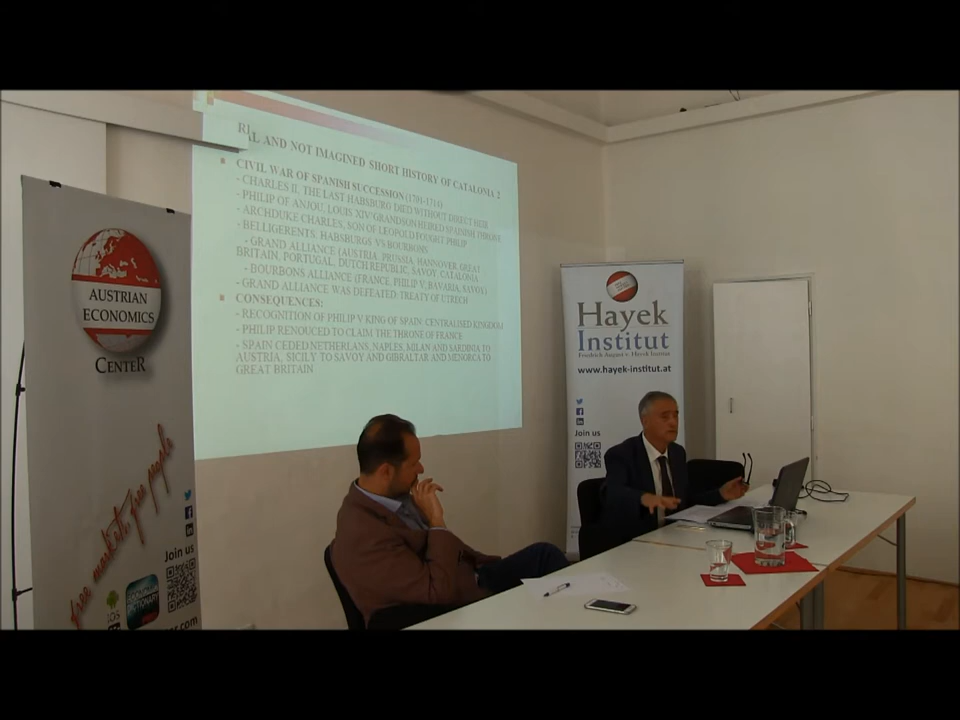 REAL AND NOT IMAGINED SHORT HISTORY OF CATALONIA 2
CIVIL WAR OF SPANISH SUCCESSION (1701-1714)
- CHARLES II, THE LAST HABSBURG DIED WITHOUT DIRECT HEIR
- PHILIP OF ANJOU, LOUIS XIV'GRANDSON HEIRED SPANISH THRONE
- ARCHDUKE CHARLES, SON OF LEOPOLD FOUGHT PHILIP
- BELLIGERENTS: HABSBURGS VS BOURBONS
- GRAND ALLIANCE (AUSTRIA, PRUSSIA, HANNOVER, GREAT
BRITAIN, PORTUGAL, DUTCH REPUBLIC, SAVOY, CATALONIA
- BOURBONS ALLIANCE (FRANCE, PHILIP V, BAVARIA, SAVOY)
- GRAND ALLIANCE WAS DEFEATED: TREATY OF UTRECH
CONSEQUENCES:
- RECOGNITION OF PHILIP V KING OF SPAIN: CENTRALISED KINGDOM
- PHILIP RENOUCED TO CLAIM THE THRONE OF FRANCE
- SPAIN CEDED NETHERLANS, NAPLES, MILAN AND SARDINIA TO
AUSTRIA, SICILY TO SAVOY AND GIBRALTAR AND MENORCA TO
GREAT BRITAIN
AUSTRIAN
ECONOMICS
CENTER
free markets, free people
Join us
iOS
Hayek
Institut
Friedrich August v. Hayek Institut
www.hayek-institut.at
Join us